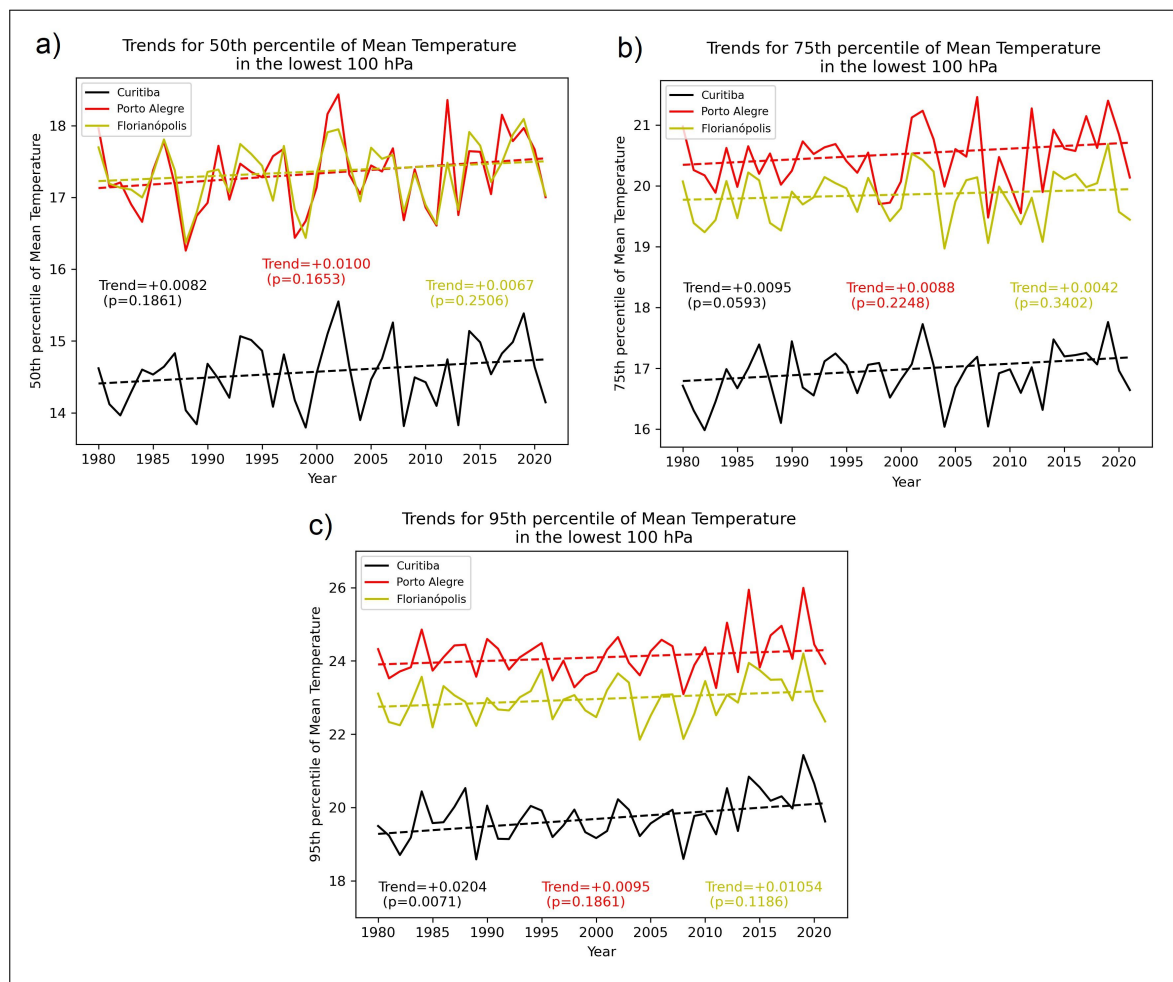 a)
Trends for 50th percentile of Mean Temperature
in the lowest 100 hPa
Curitiba
Porto Alegre
Florianópolis
50th percentile of Mean Temperature
18
17
16
15
14
Trend=+0.0082
(p=0.1861)
Trend=+0.0100
(p=0.1653)
Trend=+0.0067
(p=0.2506)
1980 1985 1990 1995 2000 2005 2010 2015 2020
Year
b)
Trends for 75th percentile of Mean Temperature
in the lowest 100 hPa
Curitiba
Porto Alegre
Florianópolis
75th percentile of Mean Temperature
21
20
19
18
17
16
Trend=+0.0095
(p=0.0593)
Trend=+0.0088
(p=0.2248)
Trend=+0.0042
(p=0.3402)
1980 1985 1990 1995 2000 2005 2010 2015 2020
Year
c)
Trends for 95th percentile of Mean Temperature
in the lowest 100 hPa
Curitiba
Porto Alegre
Florianópolis
95th percentile of Mean Temperature
26
24
22
20
18
Trend=+0.0204
(p=0.0071)
Trend=+0.0095
(p=0.1861)
Trend=+0.01054
(p=0.1186)
1980 1985 1990 1995 2000 2005 2010 2015 2020
Year